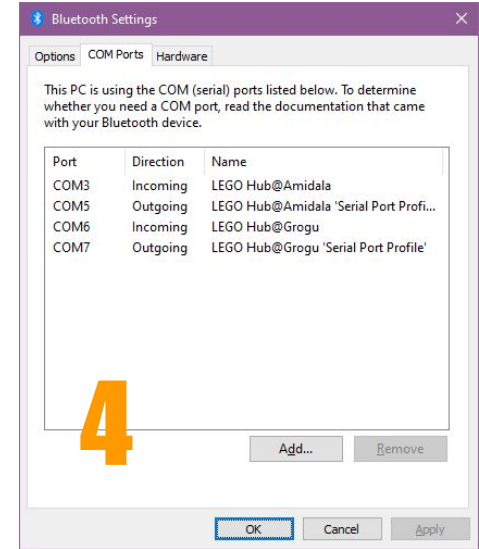 Bluetooth Settings
Options COM Ports Hardware
This PC is using the COM (serial) ports listed below. To determine
whether you need a COM port, read the documentation that came
with your Bluetooth device.
Port Direction Name
COM3 Incoming LEGO Hub@Amidala
COM5 Outgoing LEGO Hub@Amidala 'Serial Port Profi...
COM6 Incoming LEGO Hub@Grogu
COM7 Outgoing LEGO Hub@Grogu 'Serial Port Profile'
4
Add... Remove
OK Cancel Apply